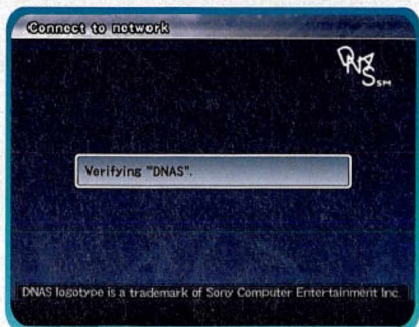 Connect to network
DNAS SM
Verifying "DNAS".
DNAS logotype is a trademark of Sony Computer Entertainment Inc.